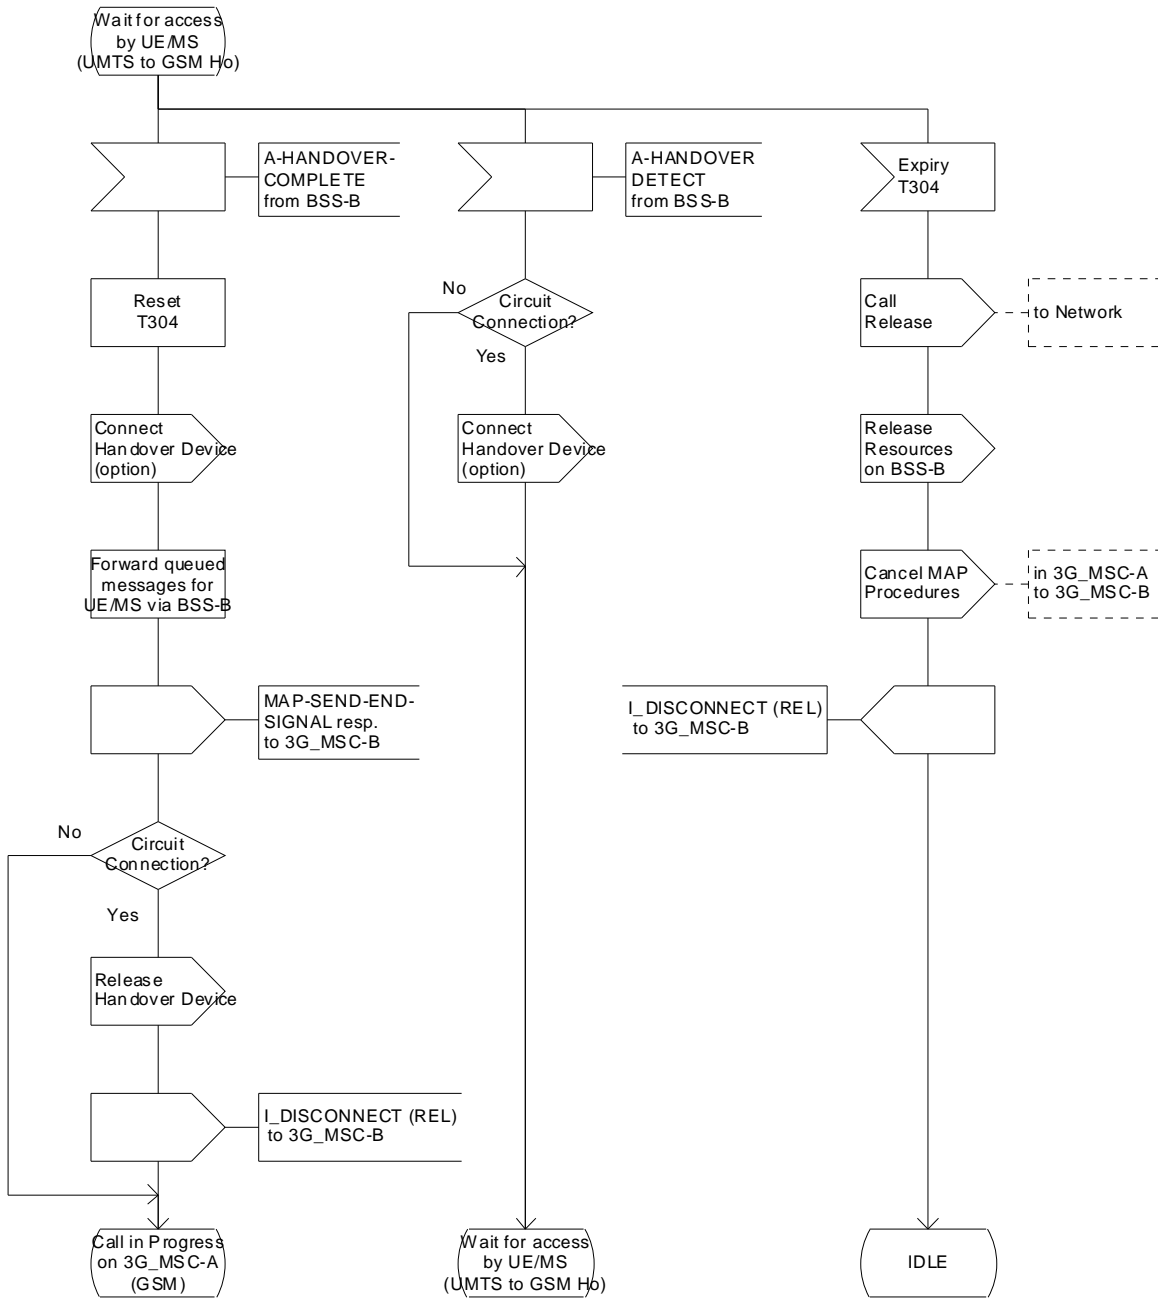 Wait for access
by UE/MS
(UMTS to GSM Ho)
A-HANDOVER-
COMPLETE
from BSS-B
A-HANDOVER
DETECT
from BSS-B
Expiry
T304
Reset
T304
No
Circuit
Connection?
Yes
Call
Release
to Network
Connect
Handover Device
(option)
Connect
Handover Device
(option)
Release
Resources
on BSS-B
Forward queued
messages for
UE/MS via BSS-B
Cancel MAP
Procedures
in 3G_MSC-A
to 3G_MSC-B
MAP-SEND-END-
SIGNAL resp.
to 3G_MSC-B
I_DISCONNECT (REL)
to 3G_MSC-B
No
Circuit
Connection?
Yes
Release
Handover Device
I_DISCONNECT (REL)
to 3G_MSC-B
Call in Progress
on 3G_MSC-A
(GSM)
Wait for access
by UE/MS
(UMTS to GSM Ho)
IDLE